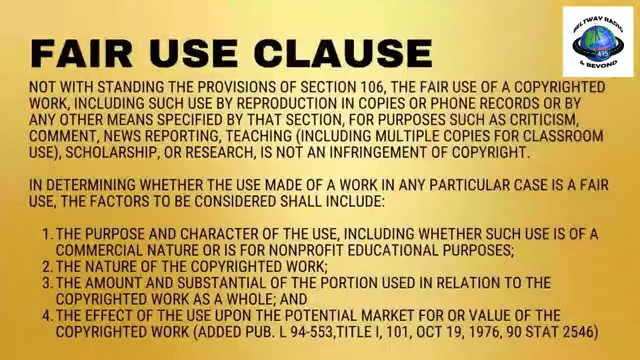 FAIR USE CLAUSE
BELTWAY RADIO
495
& BEYOND
NOT WITH STANDING THE PROVISIONS OF SECTION 106, THE FAIR USE OF A COPYRIGHTED
WORK, INCLUDING SUCH USE BY REPRODUCTION IN COPIES OR PHONE RECORDS OR BY
ANY OTHER MEANS SPECIFIED BY THAT SECTION, FOR PURPOSES SUCH AS CRITICISM,
COMMENT, NEWS REPORTING, TEACHING (INCLUDING MULTIPLE COPIES FOR CLASSROOM
USE), SCHOLARSHIP, OR RESEARCH, IS NOT AN INFRINGEMENT OF COPYRIGHT.
IN DETERMINING WHETHER THE USE MADE OF A WORK IN ANY PARTICULAR CASE IS A FAIR
USE, THE FACTORS TO BE CONSIDERED SHALL INCLUDE:
1. THE PURPOSE AND CHARACTER OF THE USE, INCLUDING WHETHER SUCH USE IS OF A
COMMERCIAL NATURE OR IS FOR NONPROFIT EDUCATIONAL PURPOSES;
2. THE NATURE OF THE COPYRIGHTED WORK;
3. THE AMOUNT AND SUBSTANTIAL OF THE PORTION USED IN RELATION TO THE
COPYRIGHTED WORK AS A WHOLE; AND
4. THE EFFECT OF THE USE UPON THE POTENTIAL MARKET FOR OR VALUE OF THE
COPYRIGHTED WORK (ADDED PUB. L 94-553,TITLE I, 101, OCT 19, 1976, 90 STAT 2546)